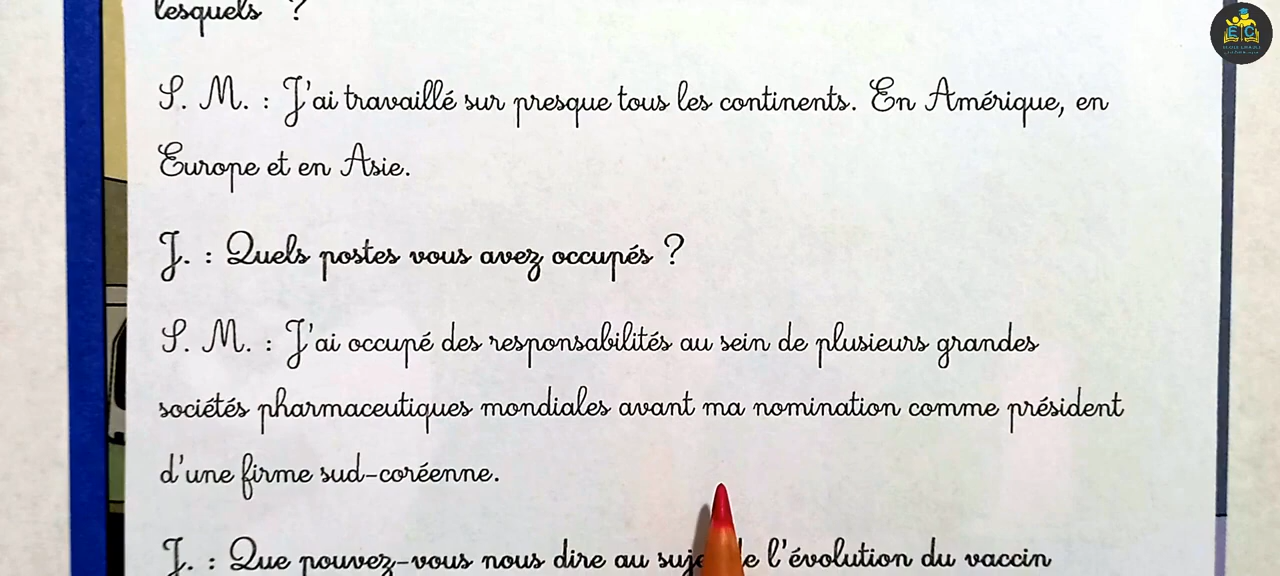 lesquels ?
S. M. : J'ai travaillé sur presque tous les continents. En Amérique, en
Europe et en Asie.
J. : Quels postes vous avez occupés ?
S. M. : J'ai occupé des responsabilités au sein de plusieurs grandes
sociétés pharmaceutiques mondiales avant ma nomination comme président
d'une firme sud-coréenne.
J. : Que pouvez-vous nous dire au l'évolution du vaccin
E C